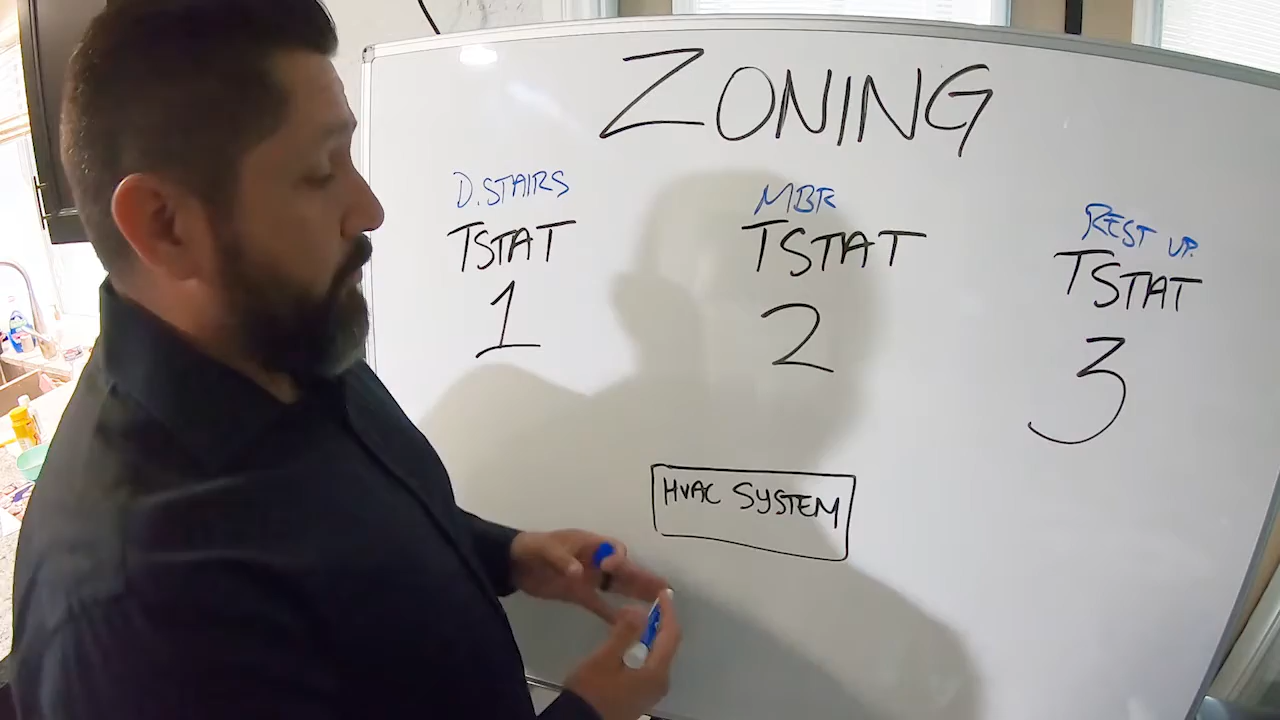 ZONING
D.STAIRS
TSTAT
1
MBR
TSTAT
2
REST UP.
TSTAT
3
HVAC SYSTEM